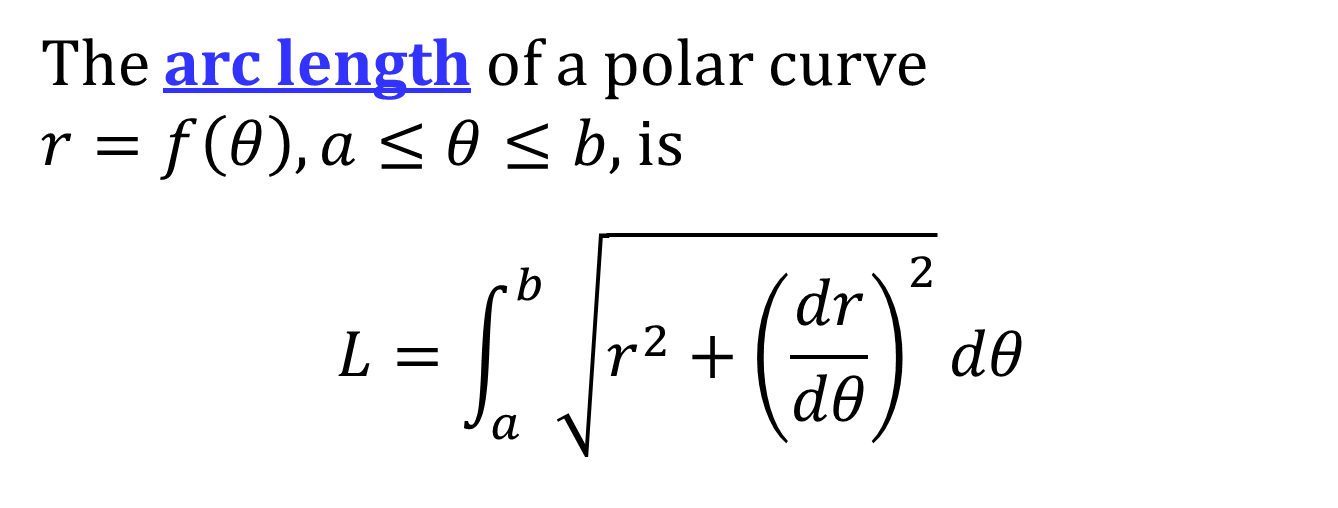 The arc length of a polar curve
r = f(θ), a ≤ θ ≤ b, is
L = ∫_a^b √(r² + (dr/dθ)²) dθ